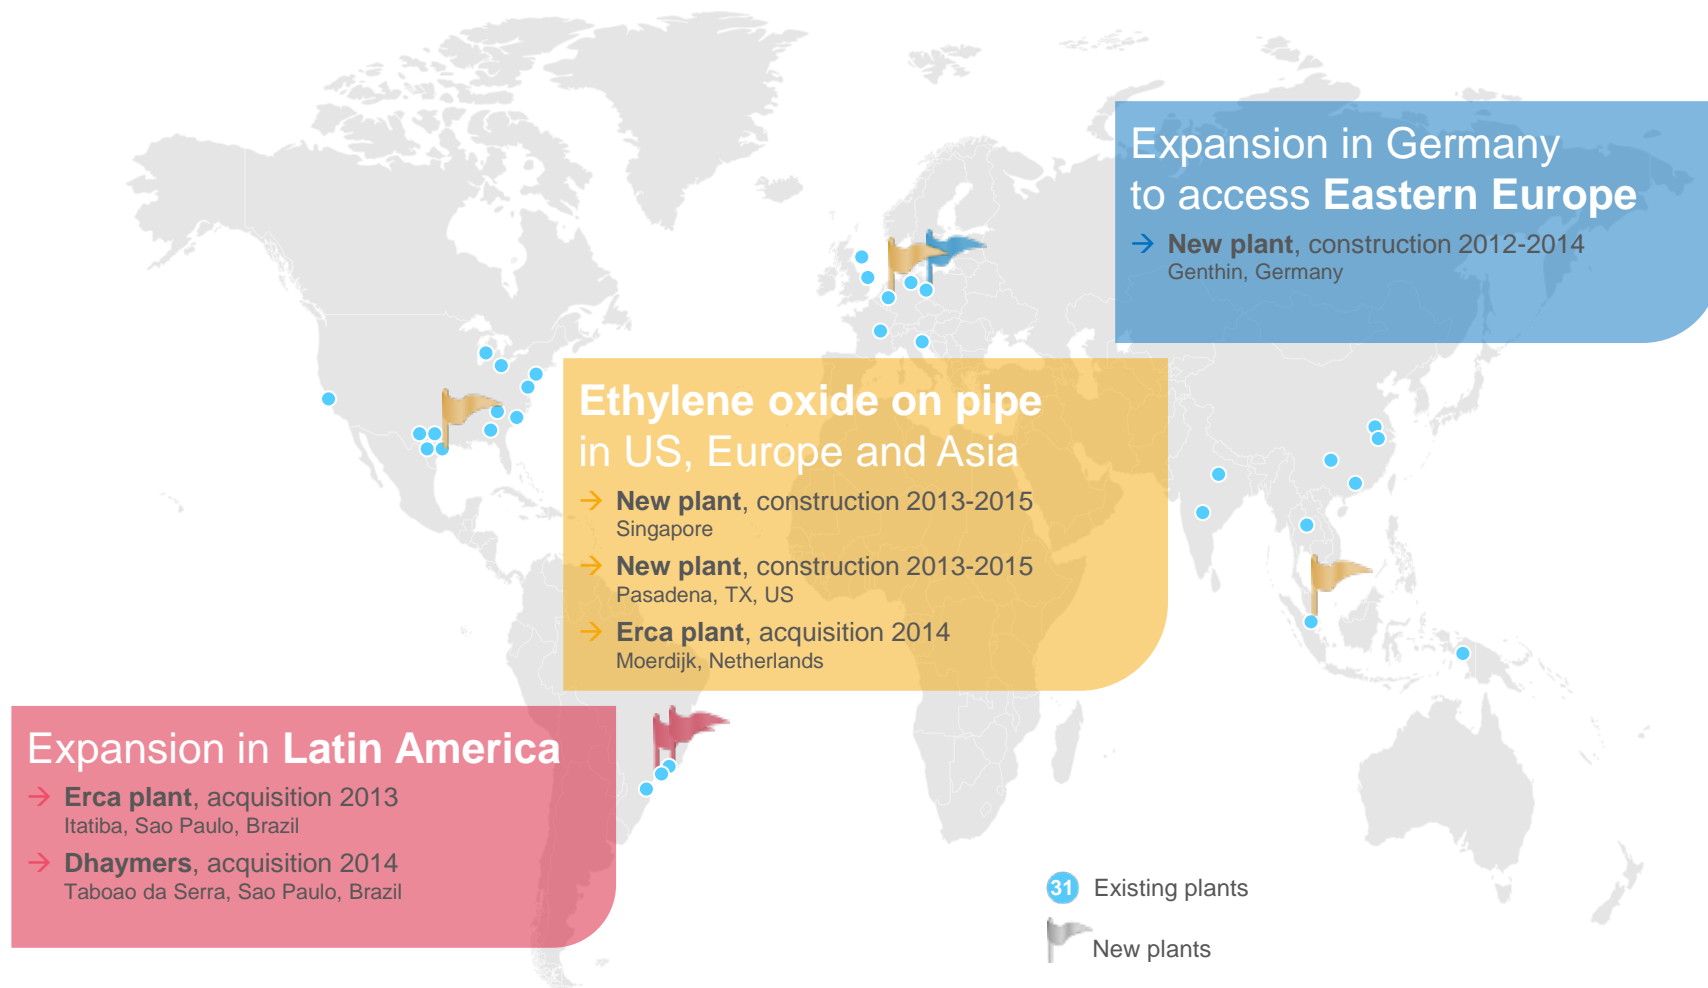 Expansion in Germany
to access Eastern Europe
→ New plant, construction 2012-2014
Genthin, Germany
Ethylene oxide on pipe
in US, Europe and Asia
→ New plant, construction 2013-2015
Singapore
→ New plant, construction 2013-2015
Pasadena, TX, US
→ Erca plant, acquisition 2014
Moerdijk, Netherlands
Expansion in Latin America
→ Erca plant, acquisition 2013
Itatiba, Sao Paulo, Brazil
→ Dhaymers, acquisition 2014
Taboao da Serra, Sao Paulo, Brazil
31 Existing plants
New plants